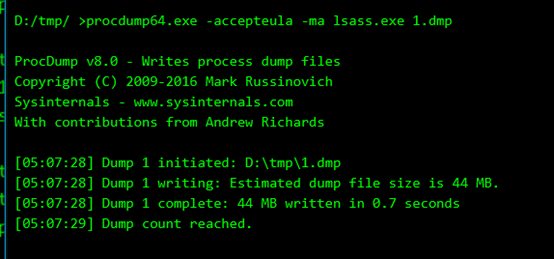 D:/tmp/ >procdump64.exe -accepteula -ma lsass.exe 1.dmp
ProcDump v8.0 - Writes process dump files
Copyright (C) 2009-2016 Mark Russinovich
Sysinternals - www.sysinternals.com
With contributions from Andrew Richards
[05:07:28] Dump 1 initiated: D:\tmp\1.dmp
[05:07:28] Dump 1 writing: Estimated dump file size is 44 MB.
[05:07:28] Dump 1 complete: 44 MB written in 0.7 seconds
[05:07:29] Dump count reached.